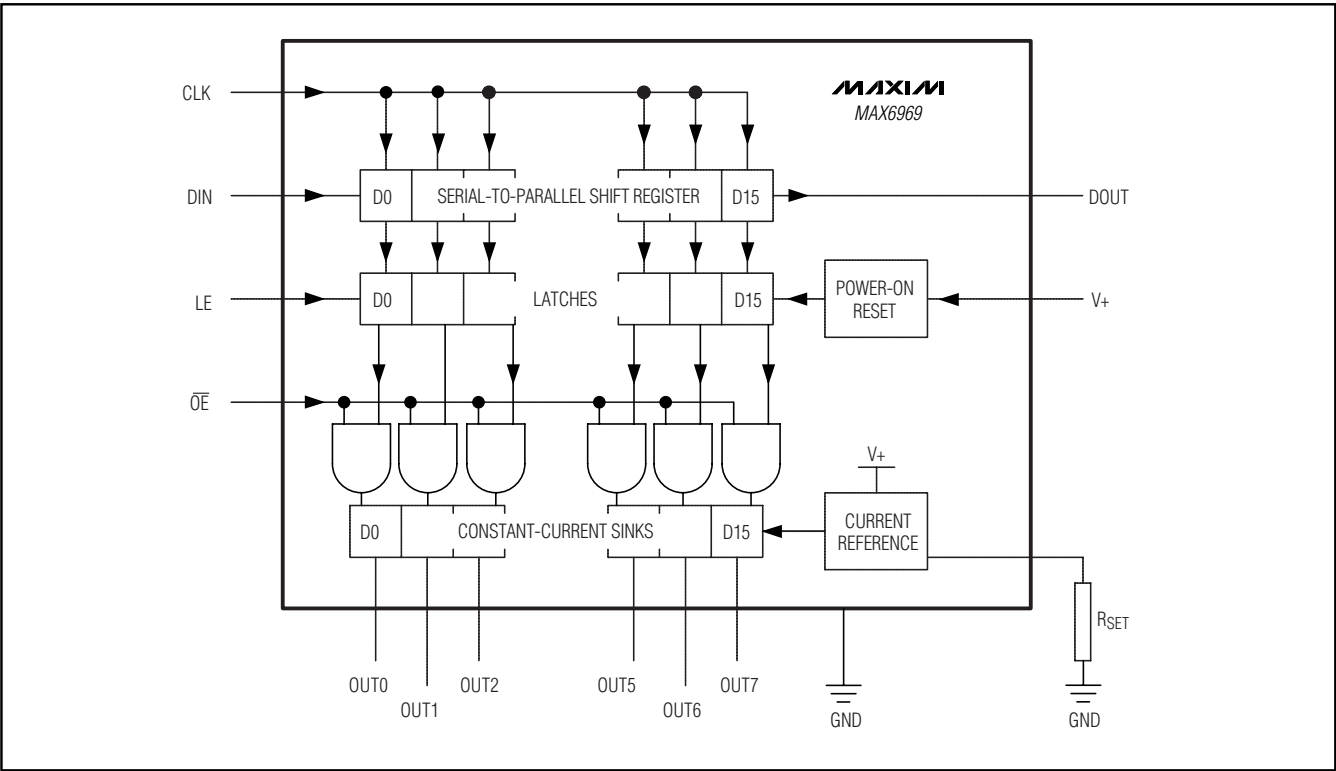 CLK
MAXIM
MAX6969
DIN
D0
SERIAL-TO-PARALLEL SHIFT REGISTER
D15
DOUT
LE
D0
LATCHES
D15
POWER-ON
RESET
V+
O̅E̅
V+
D0
CONSTANT-CURRENT SINKS
D15
CURRENT
REFERENCE
RSET
OUT0
OUT1
OUT2
OUT5
OUT6
OUT7
GND
GND